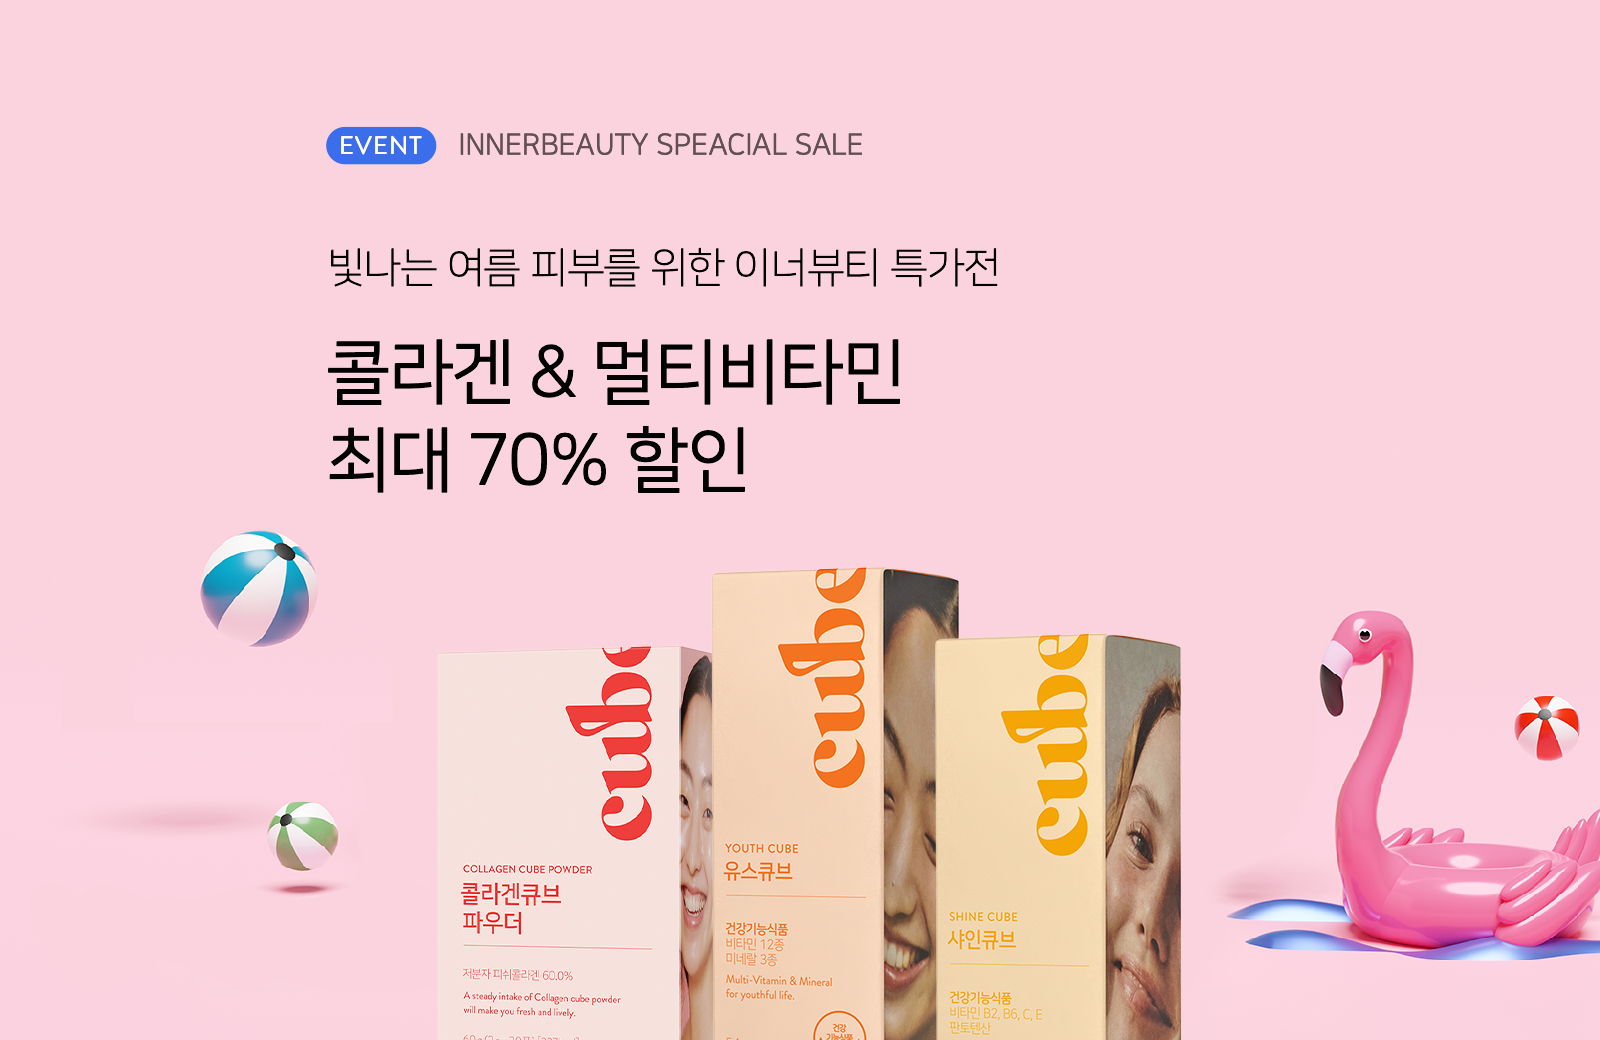 EVENT INNERBEAUTY SPEACIAL SALE
빛나는 여름 피부를 위한 이너뷰티 특가전
콜라겐 & 멀티비타민
최대 70% 할인
cube
COLLAGEN CUBE POWDER
콜라겐큐브
파우더
저분자 피쉬콜라겐 60.0%
A steady intake of Collagen cube powder
will make you fresh and lively.
cube
YOUTH CUBE
유스큐브
건강기능식품
비타민 12종
미네랄 3종
Multi-Vitamin & Mineral
for youthful life.
건강
기능식품
cube
SHINE CUBE
샤인큐브
건강기능식품
비타민 B2, B6, C, E
판토텐산